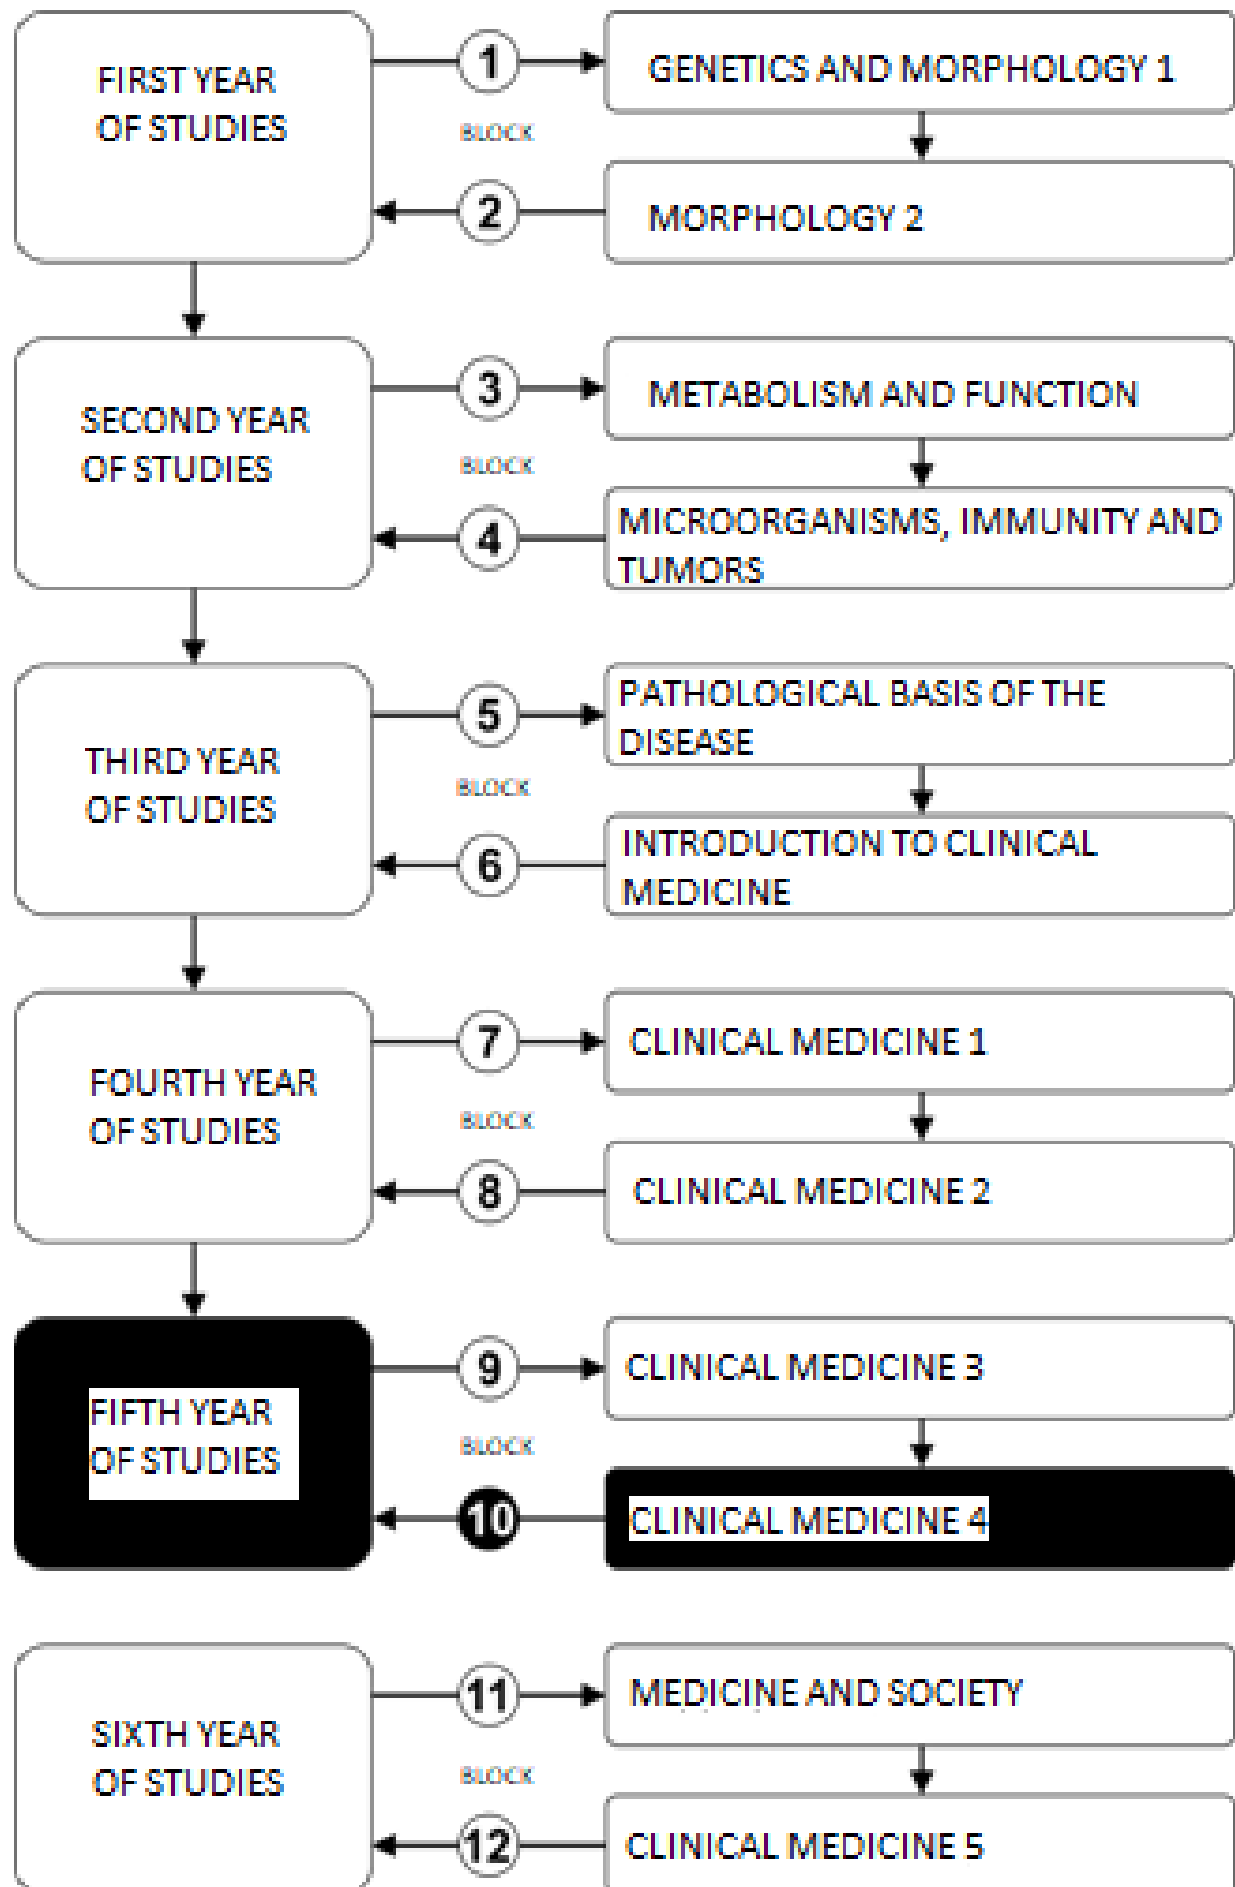 FIRST YEAR
OF STUDIES
1
BLOCK
2
GENETICS AND MORPHOLOGY 1
MORPHOLOGY 2
SECOND YEAR
OF STUDIES
3
BLOCK
4
METABOLISM AND FUNCTION
MICROORGANISMS, IMMUNITY AND
TUMORS
THIRD YEAR
OF STUDIES
5
BLOCK
6
PATHOLOGICAL BASIS OF THE
DISEASE
INTRODUCTION TO CLINICAL
MEDICINE
FOURTH YEAR
OF STUDIES
7
BLOCK
8
CLINICAL MEDICINE 1
CLINICAL MEDICINE 2
FIFTH YEAR
OF STUDIES
9
BLOCK
10
CLINICAL MEDICINE 3
CLINICAL MEDICINE 4
SIXTH YEAR
OF STUDIES
11
BLOCK
12
MEDICINE AND SOCIETY
CLINICAL MEDICINE 5